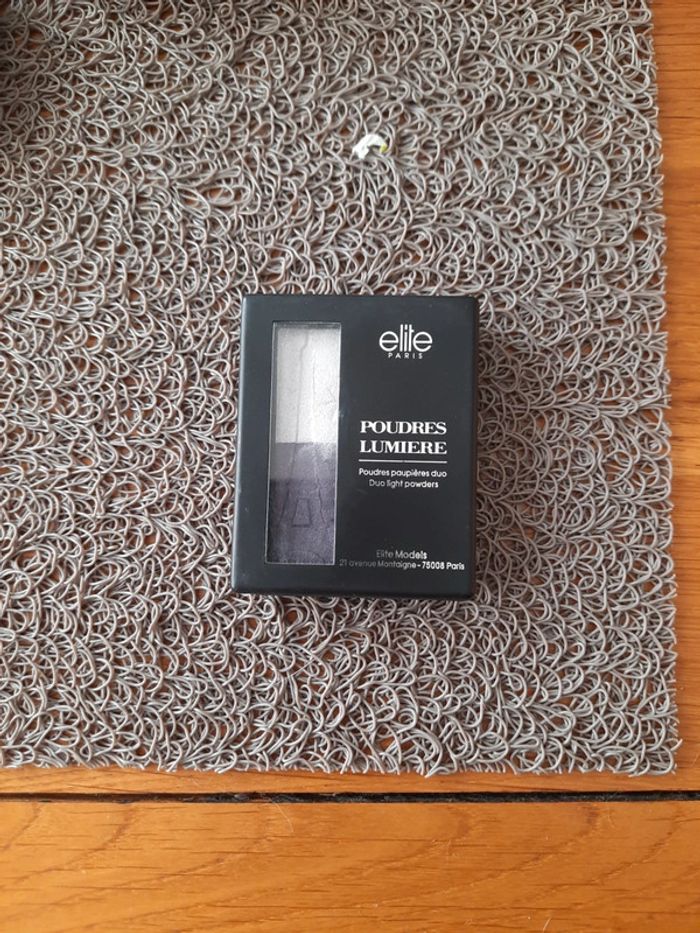 elite
PARIS
POUDRES
LUMIERE
Poudres paupières duo
Duo light powders
Elite Models
21 avenue Montaigne - 75008 Paris